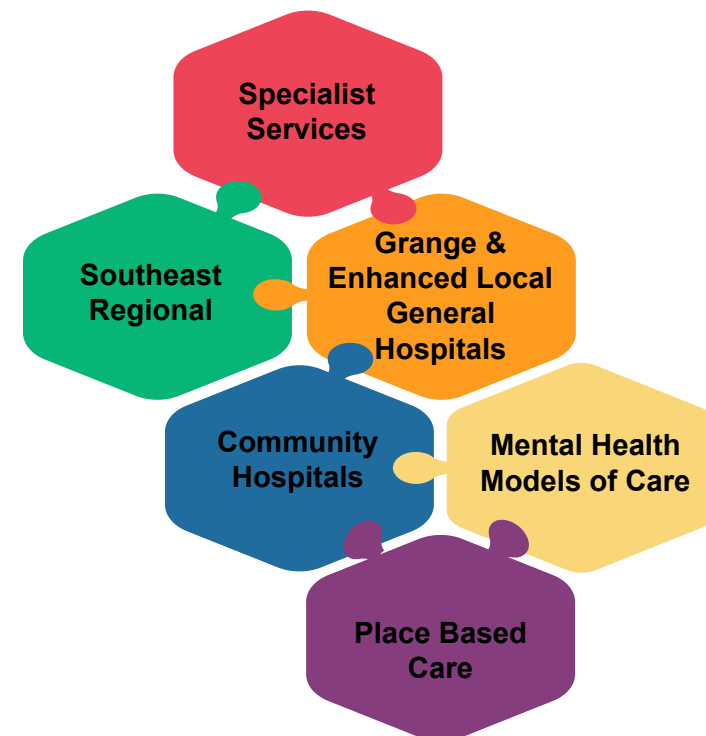 Specialist
Services
Southeast
Regional
Grange &
Enhanced Local
General
Hospitals
Community
Hospitals
Mental Health
Models of Care
Place Based
Care